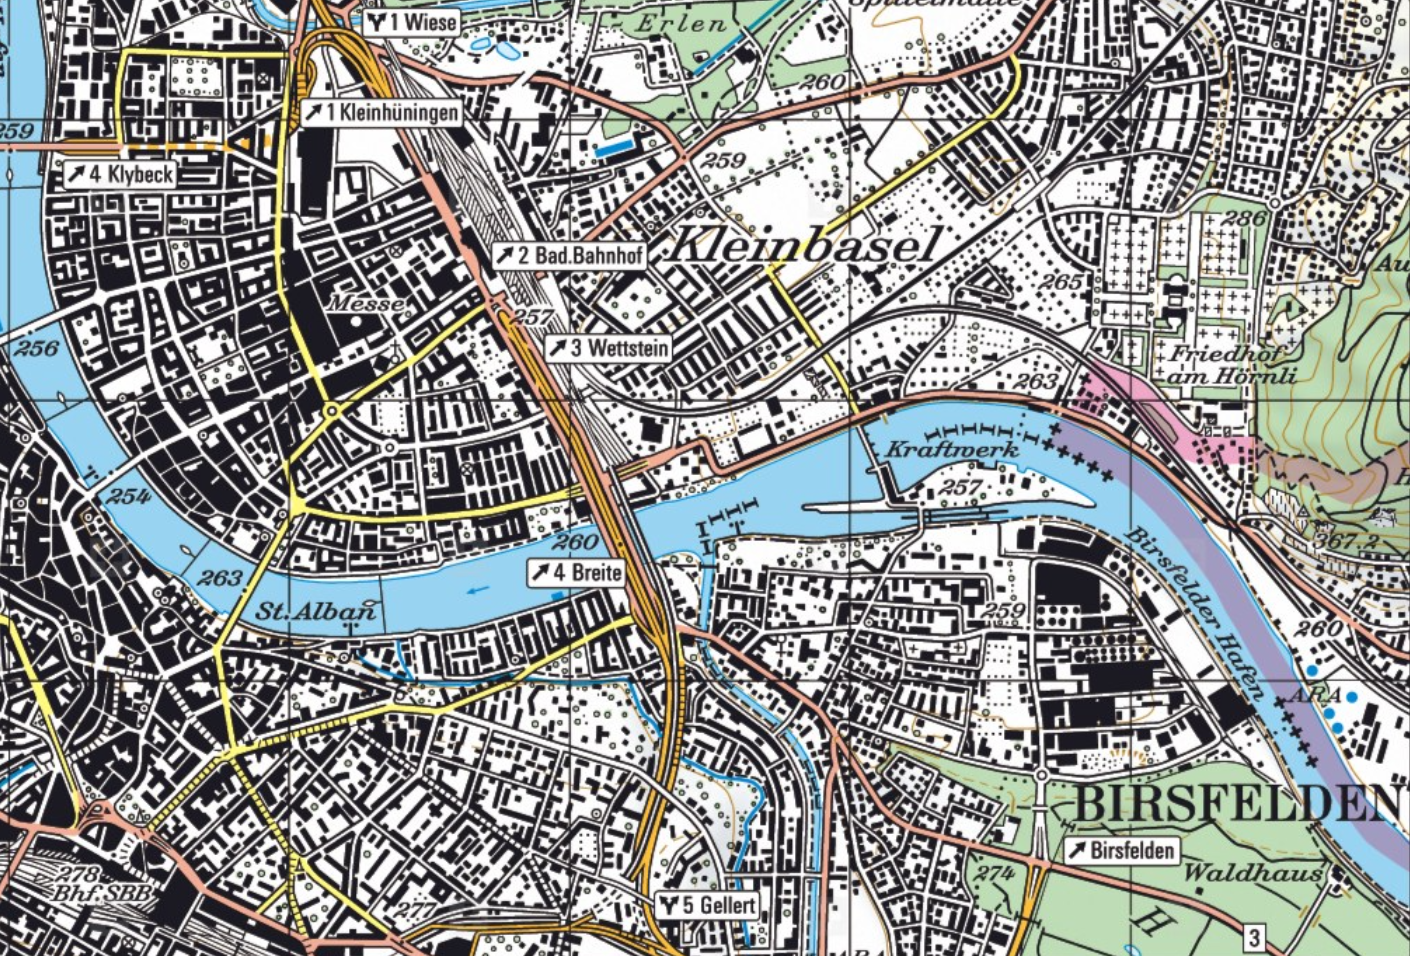 Spitalmatte
1 Wiese
Erlen
260
1 Kleinhüningen
259
259
4 Klybeck
286
2 Bad.Bahnhof
Kleinbasel
265
Au
Messe
257
256
3 Wettstein
Friedhof
am Hörnli
263
Kraftwerk
257
254
H
367.2
260
Birsfelder Hafen
263
4 Breite
St.Alban
259
260
ARA
BIRSFELDEN
Birsfelden
278
Bhf.SBB
274
Waldhaus
277
5 Gellert
H
3